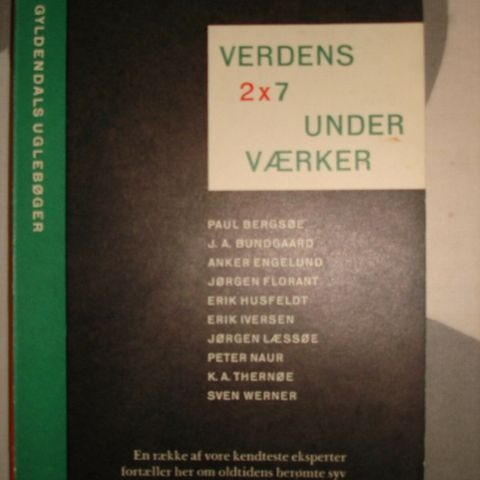 GYLDENDALS UGLEBØGER
VERDENS
2x7
UNDER
VÆRKER
PAUL BERGSØE
J. A. BUNDGAARD
ANKER ENGELUND
JØRGEN FLORANT
ERIK HUSFELDT
ERIK IVERSEN
JØRGEN LÆSSØE
PETER NAUR
K. A. THERNØE
SVEN WERNER
En række af vore kendteste eksperter
fortæller her om oldtidens berømte syv